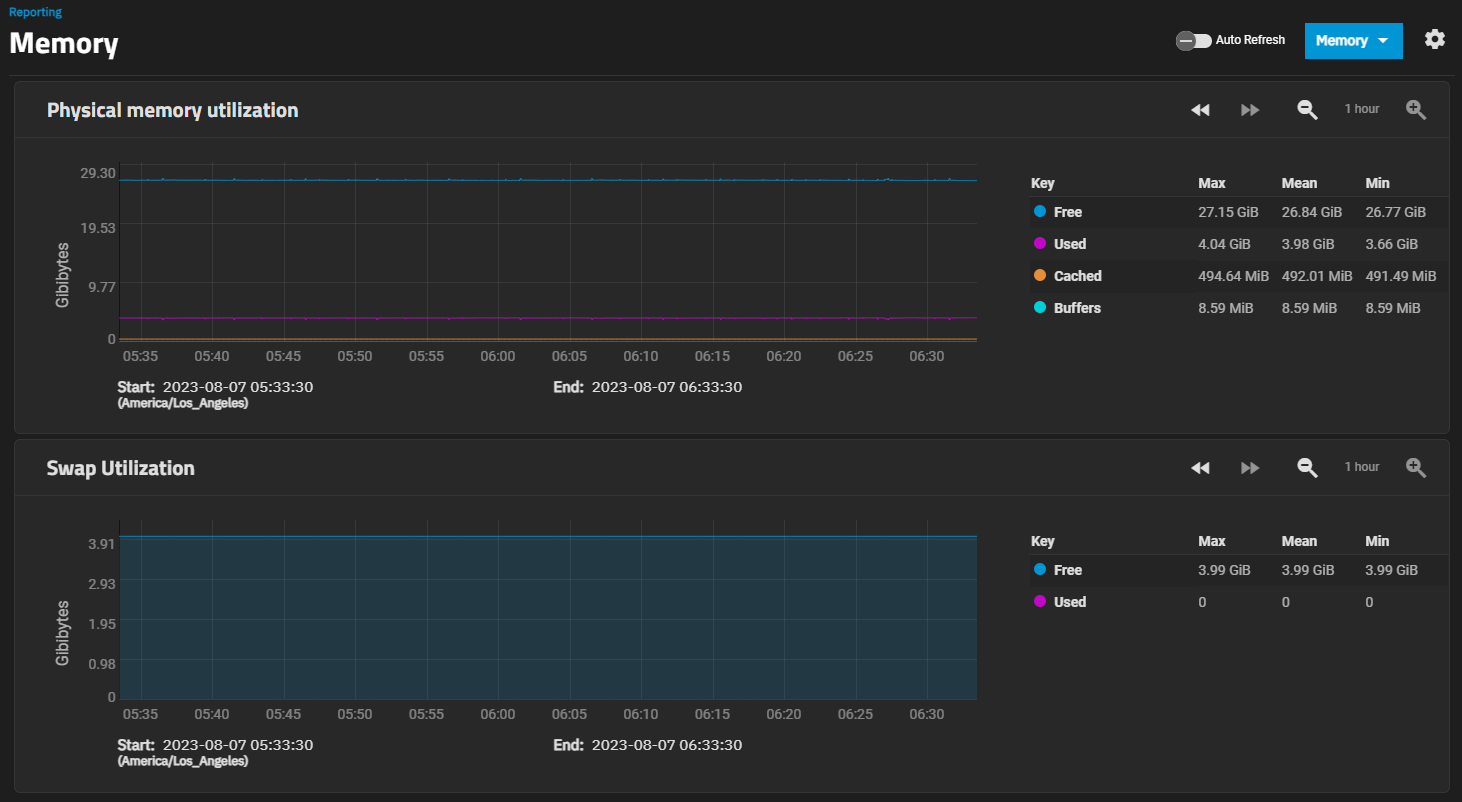 Reporting
Memory
Auto Refresh
Memory
Physical memory utilization
1 hour
Gibibytes
29.30
19.53
9.77
0
05:35 05:40 05:45 05:50 05:55 06:00 06:05 06:10 06:15 06:20 06:25 06:30
Start: 2023-08-07 05:33:30 End: 2023-08-07 06:33:30
(America/Los_Angeles)
Key Max Mean Min
Free 27.15 GiB 26.84 GiB 26.77 GiB
Used 4.04 GiB 3.98 GiB 3.66 GiB
Cached 494.64 MiB 492.01 MiB 491.49 MiB
Buffers 8.59 MiB 8.59 MiB 8.59 MiB
Swap Utilization
1 hour
Gibibytes
3.91
2.93
1.95
0.98
0
05:35 05:40 05:45 05:50 05:55 06:00 06:05 06:10 06:15 06:20 06:25 06:30
Start: 2023-08-07 05:33:30 End: 2023-08-07 06:33:30
(America/Los_Angeles)
Key Max Mean Min
Free 3.99 GiB 3.99 GiB 3.99 GiB
Used 0 0 0